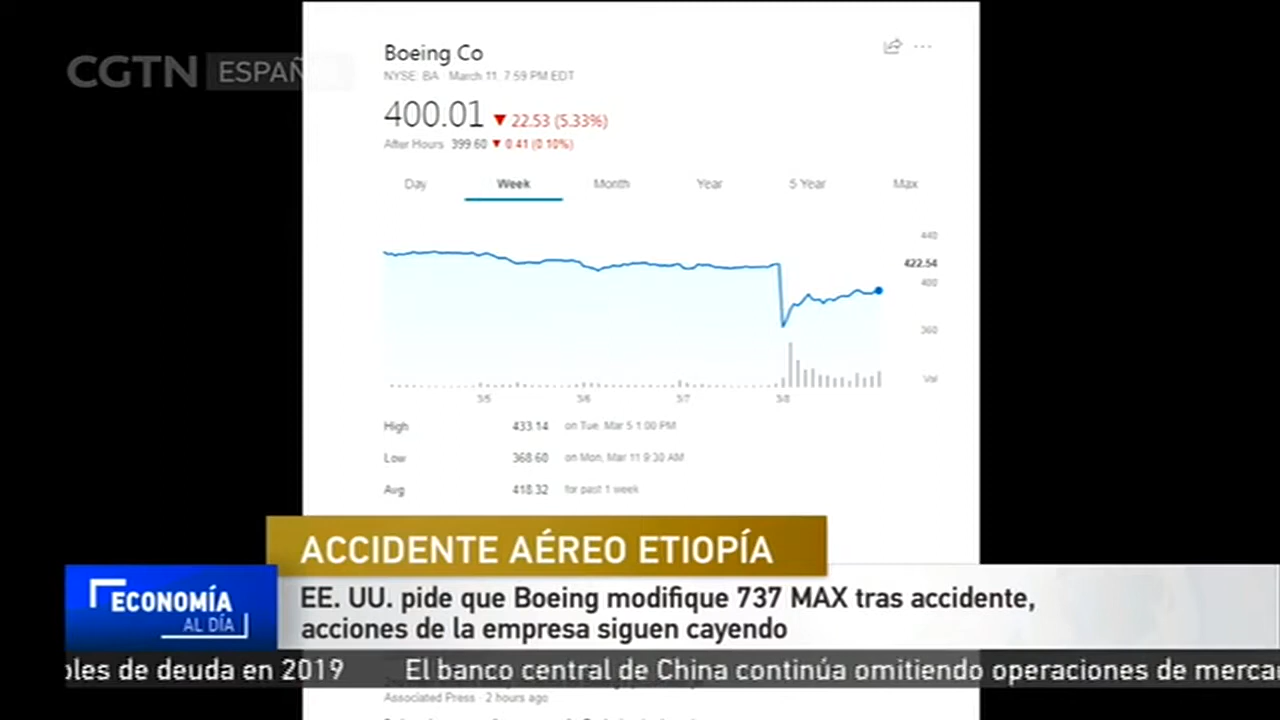 CGTN ESPAÑ
Boeing Co
NYSE: BA · March 11, 7:59 PM EDT
400.01 ▼ 22.53 (5.33%)
After Hours 399.60 ▼ 0.41 (0.10%)
Day Week Month Year 5 Year Max
440
422.54
400
360
Vol
3/5 3/6 3/7 3/8
High 433.14 on Tue, Mar 5 1:00 PM
Low 368.60 on Mon, Mar 11 9:30 AM
Avg 418.32 for past 1 week
ACCIDENTE AÉREO ETIOPÍA
ECONOMÍA
AL DÍA
EE. UU. pide que Boeing modifique 737 MAX tras accidente,
acciones de la empresa siguen cayendo
oles de deuda en 2019 El banco central de China continúa omitiendo operaciones de merca
Associated Press · 2 hours ago